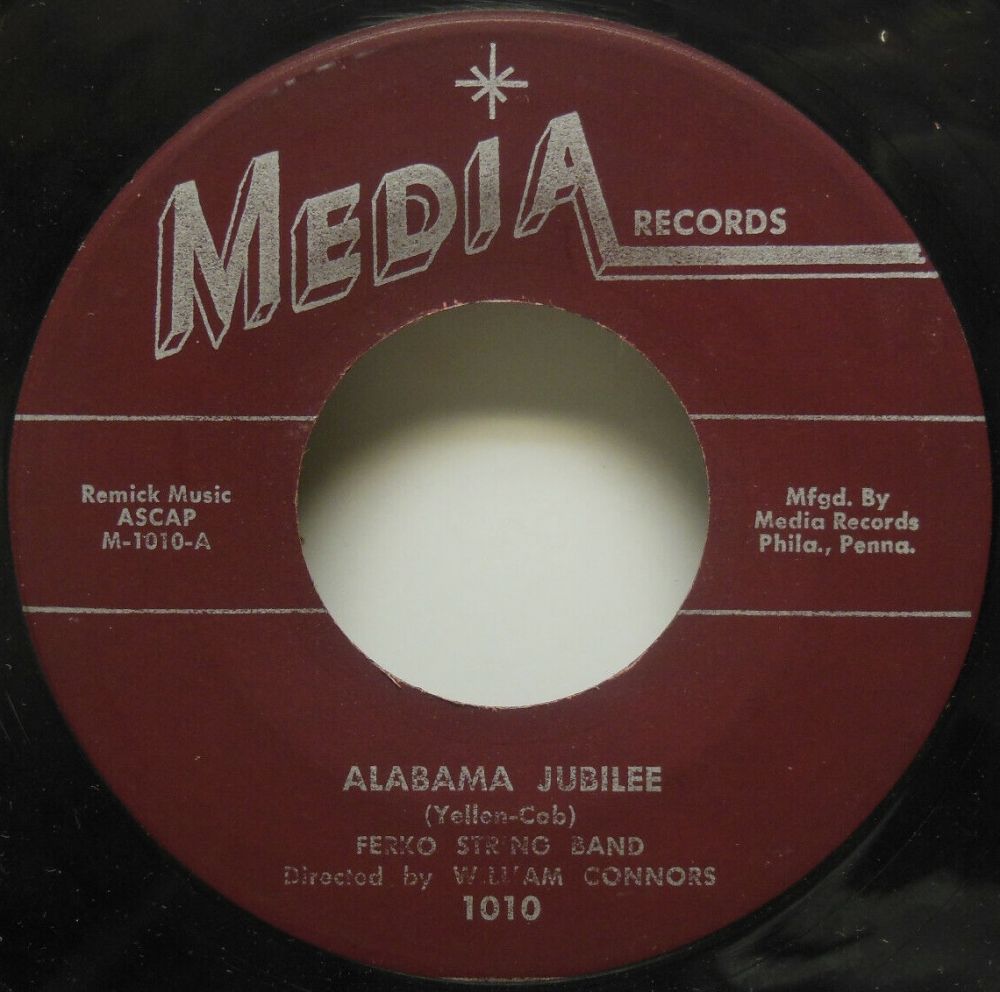 MEDIA RECORDS
Remick Music
ASCAP
M-1010-A
Mfgd. By
Media Records
Phila., Penna.
ALABAMA JUBILEE
(Yellen-Cob)
FERKO STRING BAND
Directed by WILLIAM CONNORS
1010